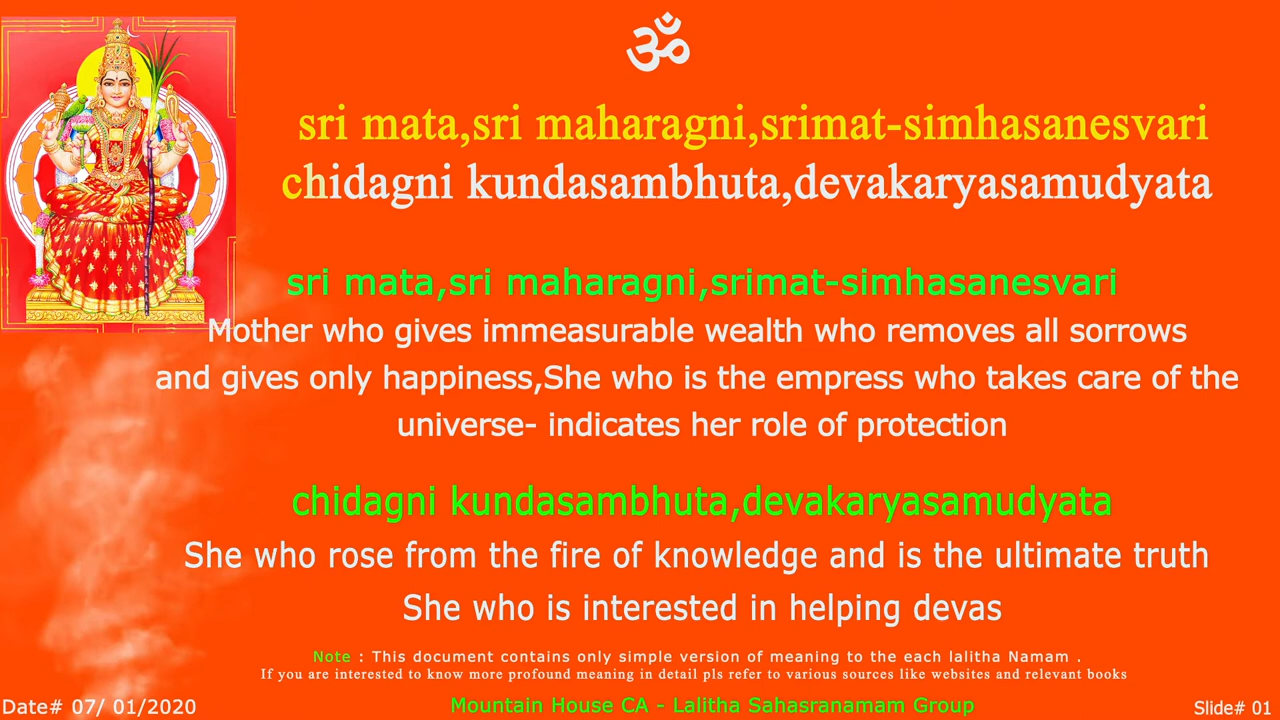 ॐ
sri mata,sri maharagni,srimat-simhasanesvari
chidagni kundasambhuta,devakaryasamudyata
sri mata,sri maharagni,srimat-simhasanesvari
Mother who gives immeasurable wealth who removes all sorrows
and gives only happiness,She who is the empress who takes care of the
universe- indicates her role of protection
chidagni kundasambhuta,devakaryasamudyata
She who rose from the fire of knowledge and is the ultimate truth
She who is interested in helping devas
Note : This document contains only simple version of meaning to the each lalitha Namam .
If you are interested to know more profound meaning in detail pls refer to various sources like websites and relevant books
Date# 07/ 01/2020
Mountain House CA - Lalitha Sahasranamam Group
Slide# 01